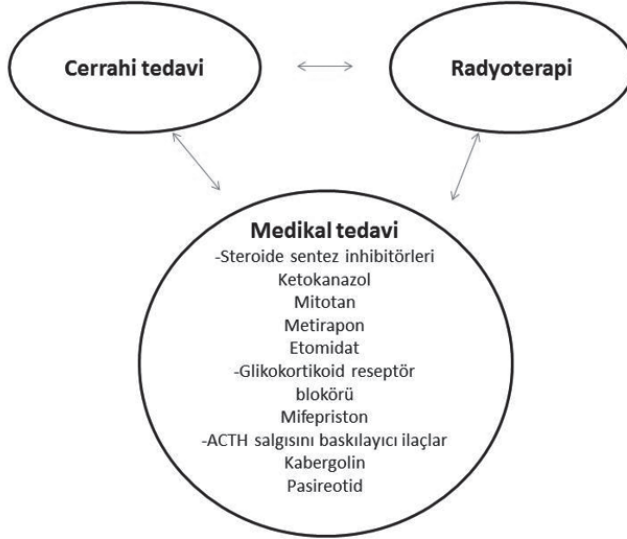 Cerrahi tedavi
Radyoterapi
Medikal tedavi
-Steroide sentez inhibitörleri
Ketokanazol
Mitotan
Metirapon
Etomidat
-Glikokortikoid reseptör
blokörü
Mifepriston
-ACTH salgısını baskılayıcı ilaçlar
Kabergolin
Pasireotid